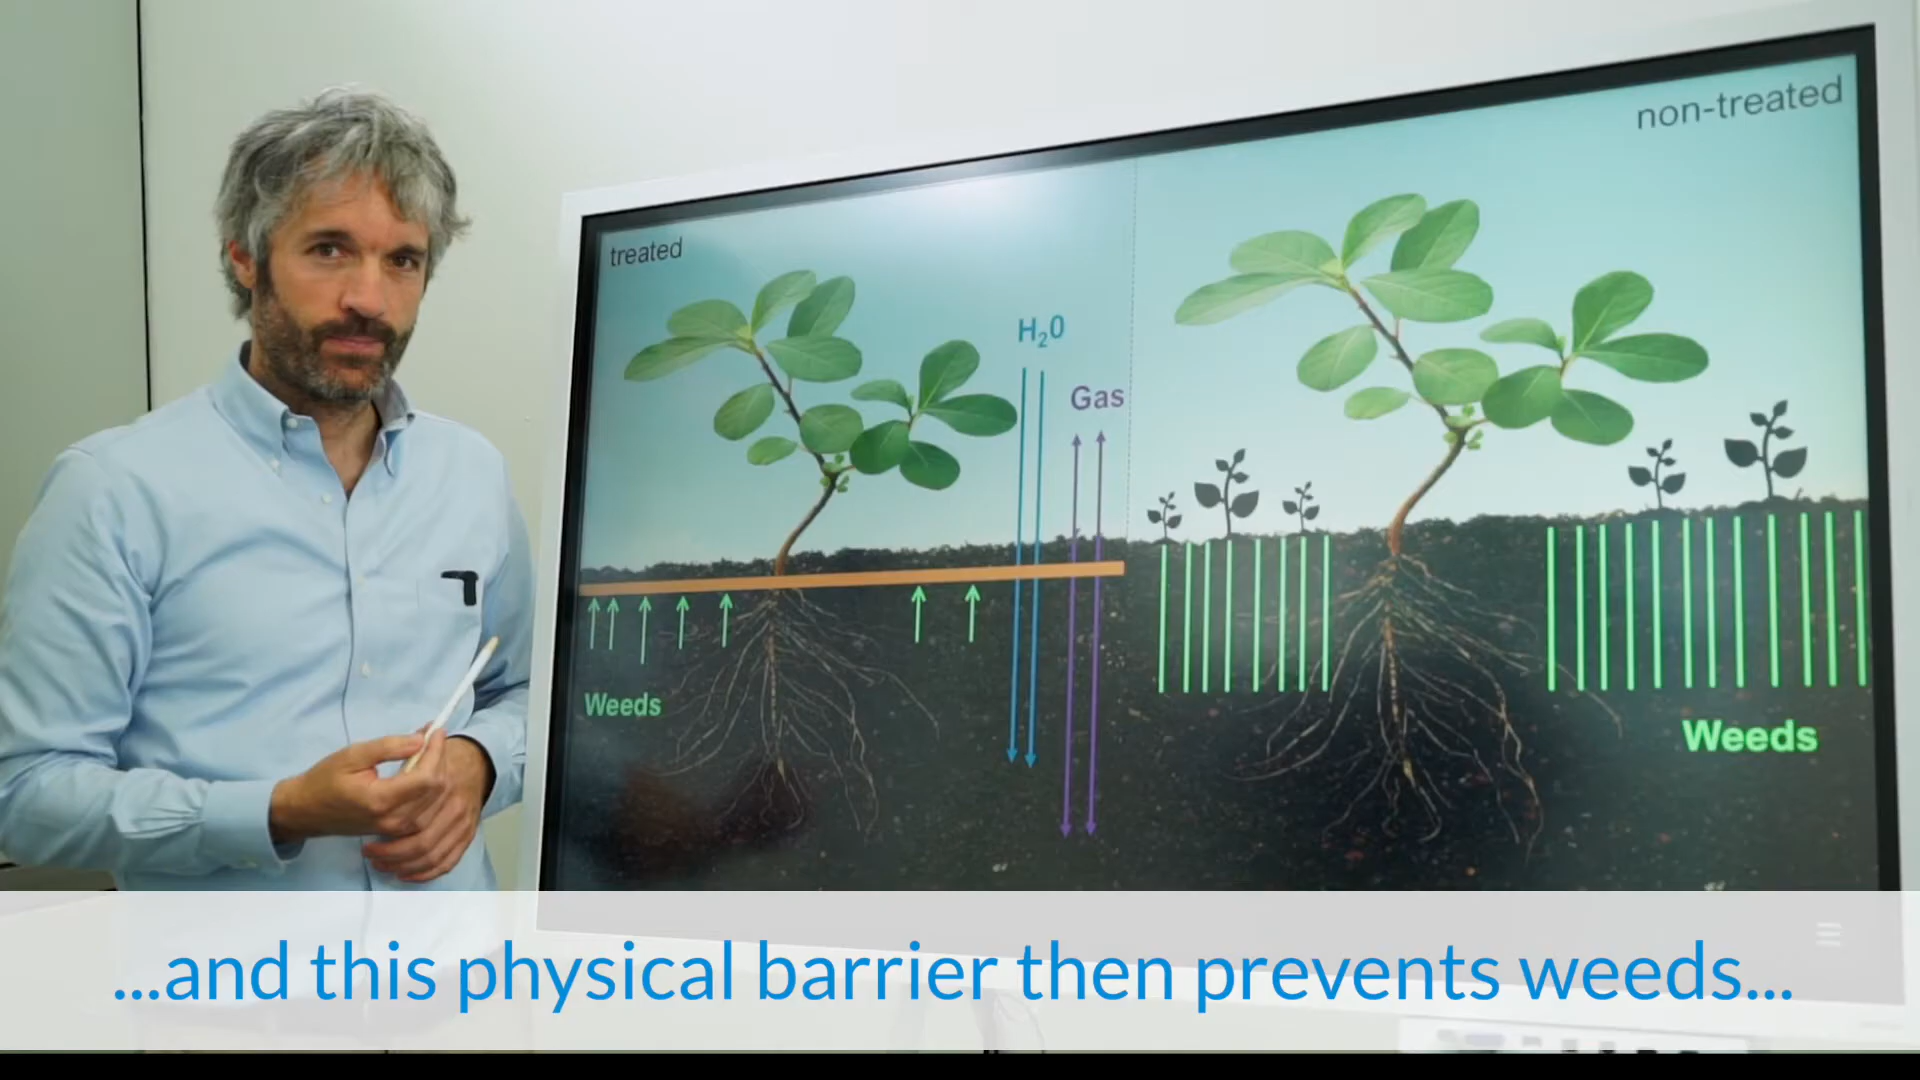 non-treated
treated
H₂0
Gas
Weeds
Weeds
...and this physical barrier then prevents weeds...